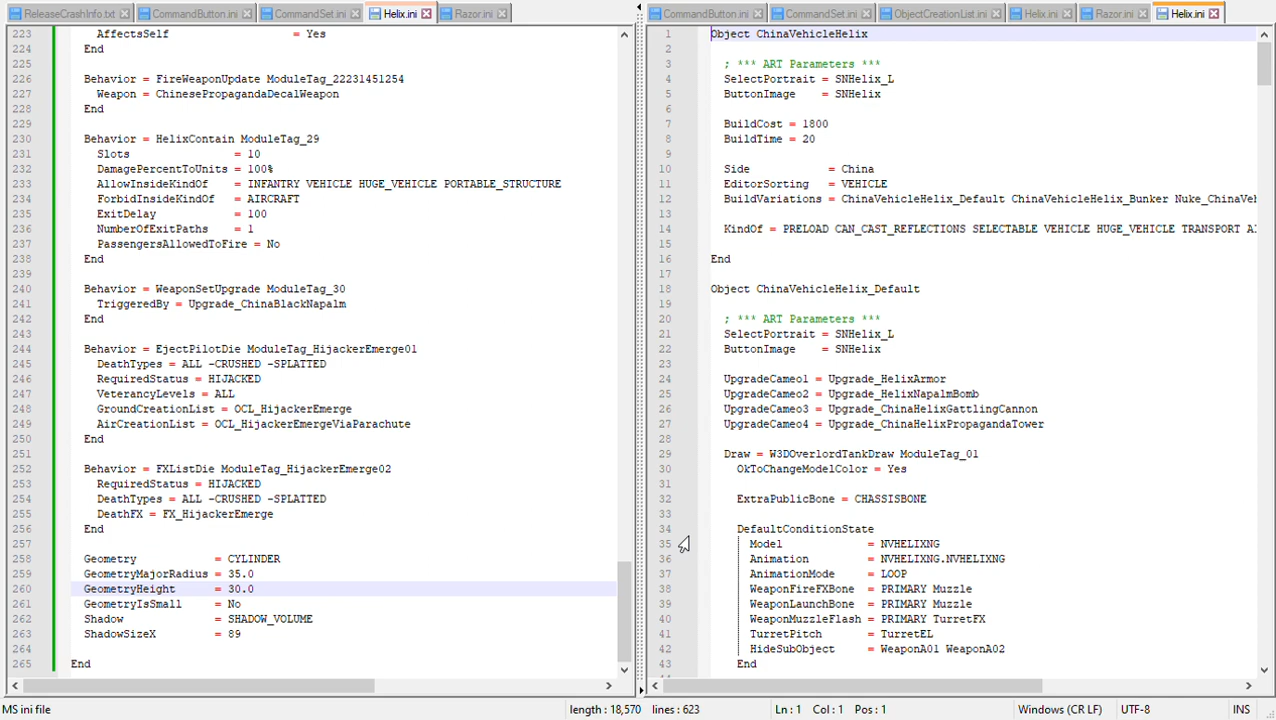 ReleaseCrashInfo.txt CommandButton.ini CommandSet.ini Helix.ini Razor.ini
223 AffectsSelf = Yes
224 End
225
226 Behavior = FireWeaponUpdate ModuleTag_22231451254
227 Weapon = ChinesePropagandaDecalWeapon
228 End
229
230 Behavior = HelixContain ModuleTag_29
231 Slots = 10
232 DamagePercentToUnits = 100%
233 AllowInsideKindOf = INFANTRY VEHICLE HUGE_VEHICLE PORTABLE_STRUCTURE
234 ForbidInsideKindOf = AIRCRAFT
235 ExitDelay = 100
236 NumberOfExitPaths = 1
237 PassengersAllowedToFire = No
238 End
239
240 Behavior = WeaponSetUpgrade ModuleTag_30
241 TriggeredBy = Upgrade_ChinaBlackNapalm
242 End
243
244 Behavior = EjectPilotDie ModuleTag_HijackerEmerge01
245 DeathTypes = ALL -CRUSHED -SPLATTED
246 RequiredStatus = HIJACKED
247 VeterancyLevels = ALL
248 GroundCreationList = OCL_HijackerEmerge
249 AirCreationList = OCL_HijackerEmergeViaParachute
250 End
251
252 Behavior = FXListDie ModuleTag_HijackerEmerge02
253 RequiredStatus = HIJACKED
254 DeathTypes = ALL -CRUSHED -SPLATTED
255 DeathFX = FX_HijackerEmerge
256 End
257
258 Geometry = CYLINDER
259 GeometryMajorRadius = 35.0
260 GeometryHeight = 30.0
261 GeometryIsSmall = No
262 Shadow = SHADOW_VOLUME
263 ShadowSizeX = 89
264
265 End
CommandButton.ini CommandSet.ini ObjectCreationList.ini Helix.ini Razor.ini Helix.ini
1 Object ChinaVehicleHelix
2
3 ; *** ART Parameters ***
4 SelectPortrait = SNHelix_L
5 ButtonImage = SNHelix
6
7 BuildCost = 1800
8 BuildTime = 20
9
10 Side = China
11 EditorSorting = VEHICLE
12 BuildVariations = ChinaVehicleHelix_Default ChinaVehicleHelix_Bunker Nuke_ChinaVeh
13
14 KindOf = PRELOAD CAN_CAST_REFLECTIONS SELECTABLE VEHICLE HUGE_VEHICLE TRANSPORT AI
15
16 End
17
18 Object ChinaVehicleHelix_Default
19
20 ; *** ART Parameters ***
21 SelectPortrait = SNHelix_L
22 ButtonImage = SNHelix
23
24 UpgradeCameo1 = Upgrade_HelixArmor
25 UpgradeCameo2 = Upgrade_HelixNapalmBomb
26 UpgradeCameo3 = Upgrade_ChinaHelixGattlingCannon
27 UpgradeCameo4 = Upgrade_ChinaHelixPropagandaTower
28
29 Draw = W3DOverlordTankDraw ModuleTag_01
30 OkToChangeModelColor = Yes
31
32 ExtraPublicBone = CHASSISBONE
33
34 DefaultConditionState
35 Model = NVHELIXNG
36 Animation = NVHELIXNG.NVHELIXNG
37 AnimationMode = LOOP
38 WeaponFireFXBone = PRIMARY Muzzle
39 WeaponLaunchBone = PRIMARY Muzzle
40 WeaponMuzzleFlash = PRIMARY TurretFX
41 TurretPitch = TurretEL
42 HideSubObject = WeaponA01 WeaponA02
43 End
MS ini file length : 18,570 lines : 623 Ln : 1 Col : 1 Pos : 1 Windows (CR LF) UTF-8 INS